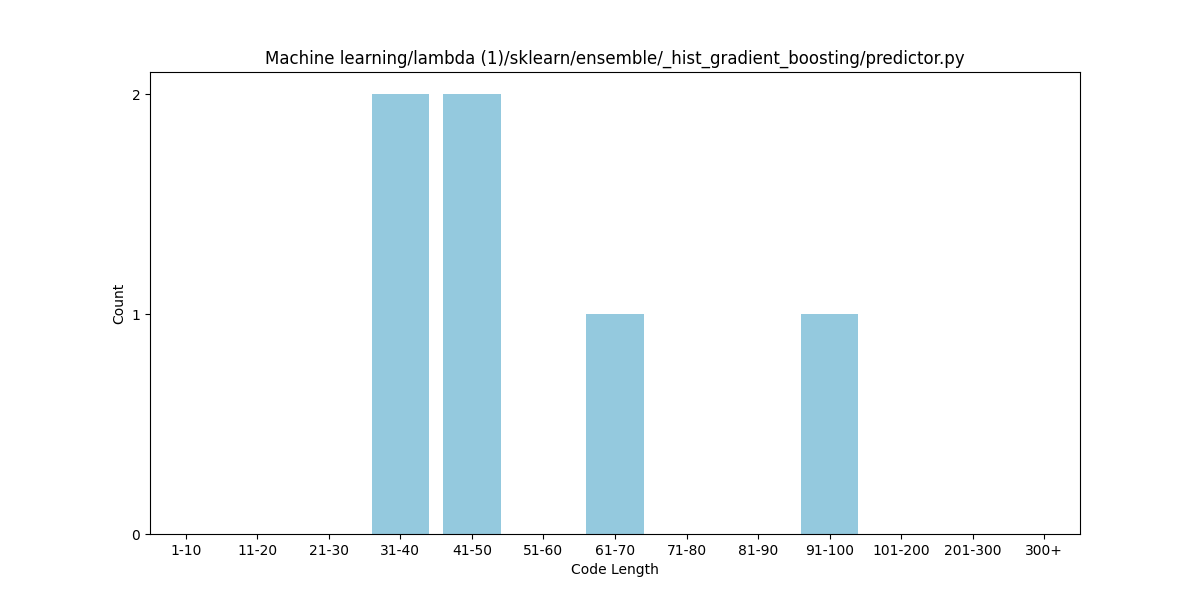 Machine learning/lambda (1)/sklearn/ensemble/_hist_gradient_boosting/predictor.py
2
1
0
Count
1-10 11-20 21-30 31-40 41-50 51-60 61-70 71-80 81-90 91-100 101-200 201-300 300+
Code Length